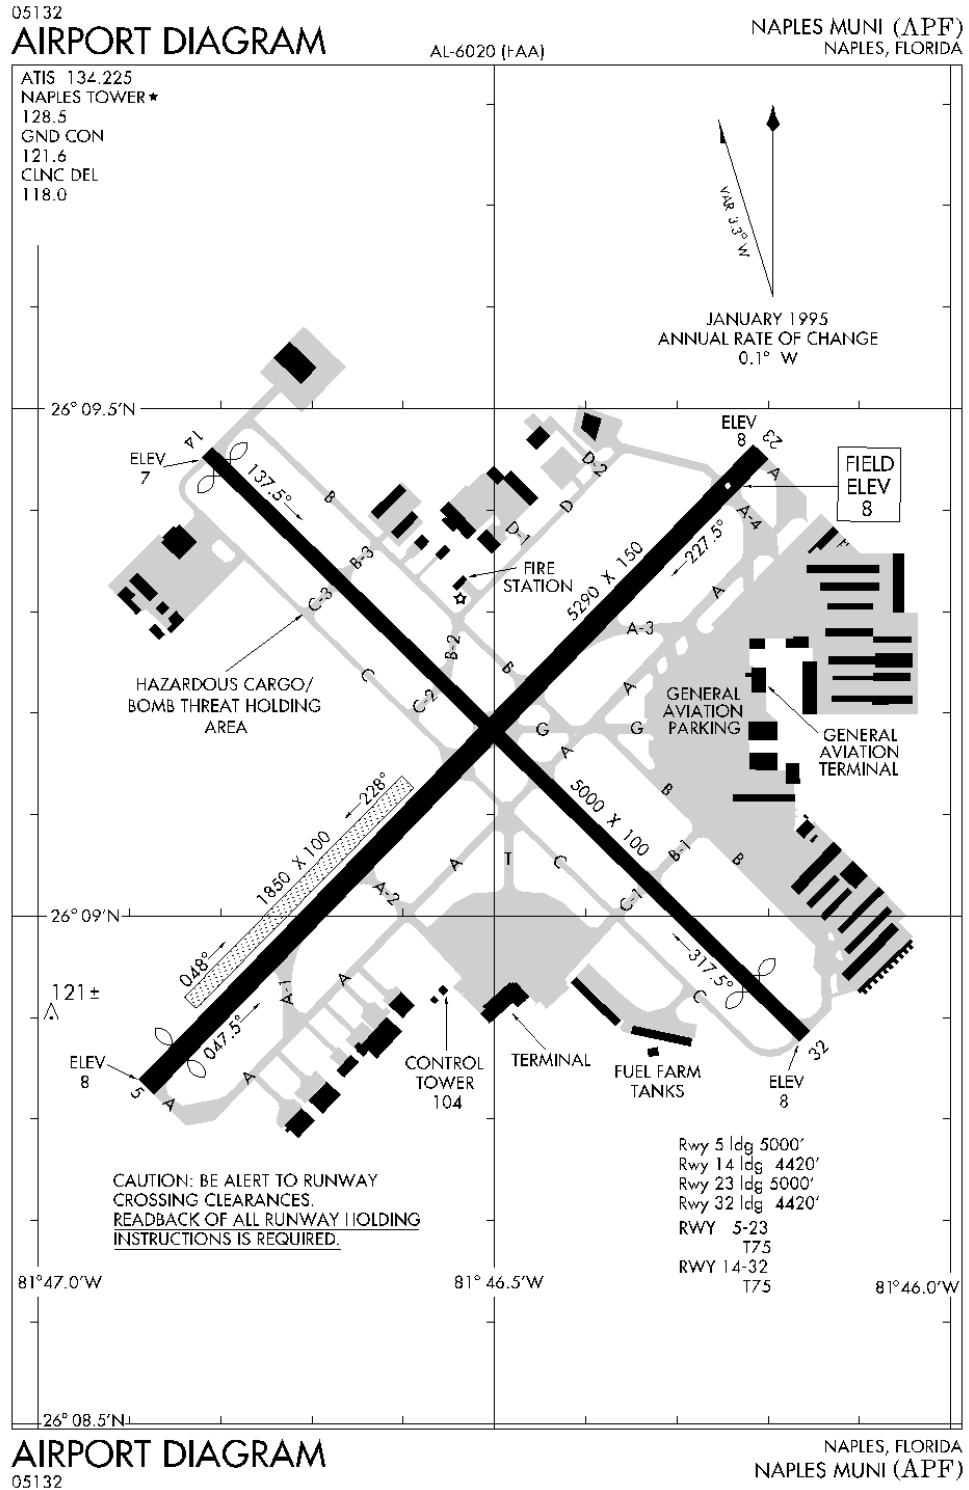 05132
AIRPORT DIAGRAM
AL-6020 (FAA)
NAPLES MUNI (APF)
NAPLES, FLORIDA
ATIS 134.225
NAPLES TOWER★
128.5
GND CON
121.6
CLNC DEL
118.0
VAR 3.3° W
JANUARY 1995
ANNUAL RATE OF CHANGE
0.1° W
26° 09.5'N
14
ELEV
7
137.5°
B
B-3
C-3
D-2
D
D-1
FIRE
STATION
ELEV
8
23
A
FIELD
ELEV
8
A-4
227.5°
5290 X 150
A
F
A-3
B-2
B
C
C-2
HAZARDOUS CARGO/
BOMB THREAT HOLDING
AREA
A
GENERAL
AVIATION
PARKING
G
G
A
GENERAL
AVIATION
TERMINAL
228°
1850 X 100
048°
5000 X 100
B
B-1
B
A
T
C
A-2
C-1
26° 09'N
317.5°
C
121±
A-1
A
047.5°
ELEV
8
5
A
A
CONTROL
TOWER
104
TERMINAL
FUEL FARM
TANKS
32
ELEV
8
CAUTION: BE ALERT TO RUNWAY
CROSSING CLEARANCES.
READBACK OF ALL RUNWAY HOLDING
INSTRUCTIONS IS REQUIRED.
Rwy 5 ldg 5000'
Rwy 14 ldg 4420'
Rwy 23 ldg 5000'
Rwy 32 ldg 4420'
RWY 5-23
T75
RWY 14-32
T75
81°47.0'W
81° 46.5'W
81°46.0'W
26° 08.5'N
AIRPORT DIAGRAM
05132
NAPLES, FLORIDA
NAPLES MUNI (APF)